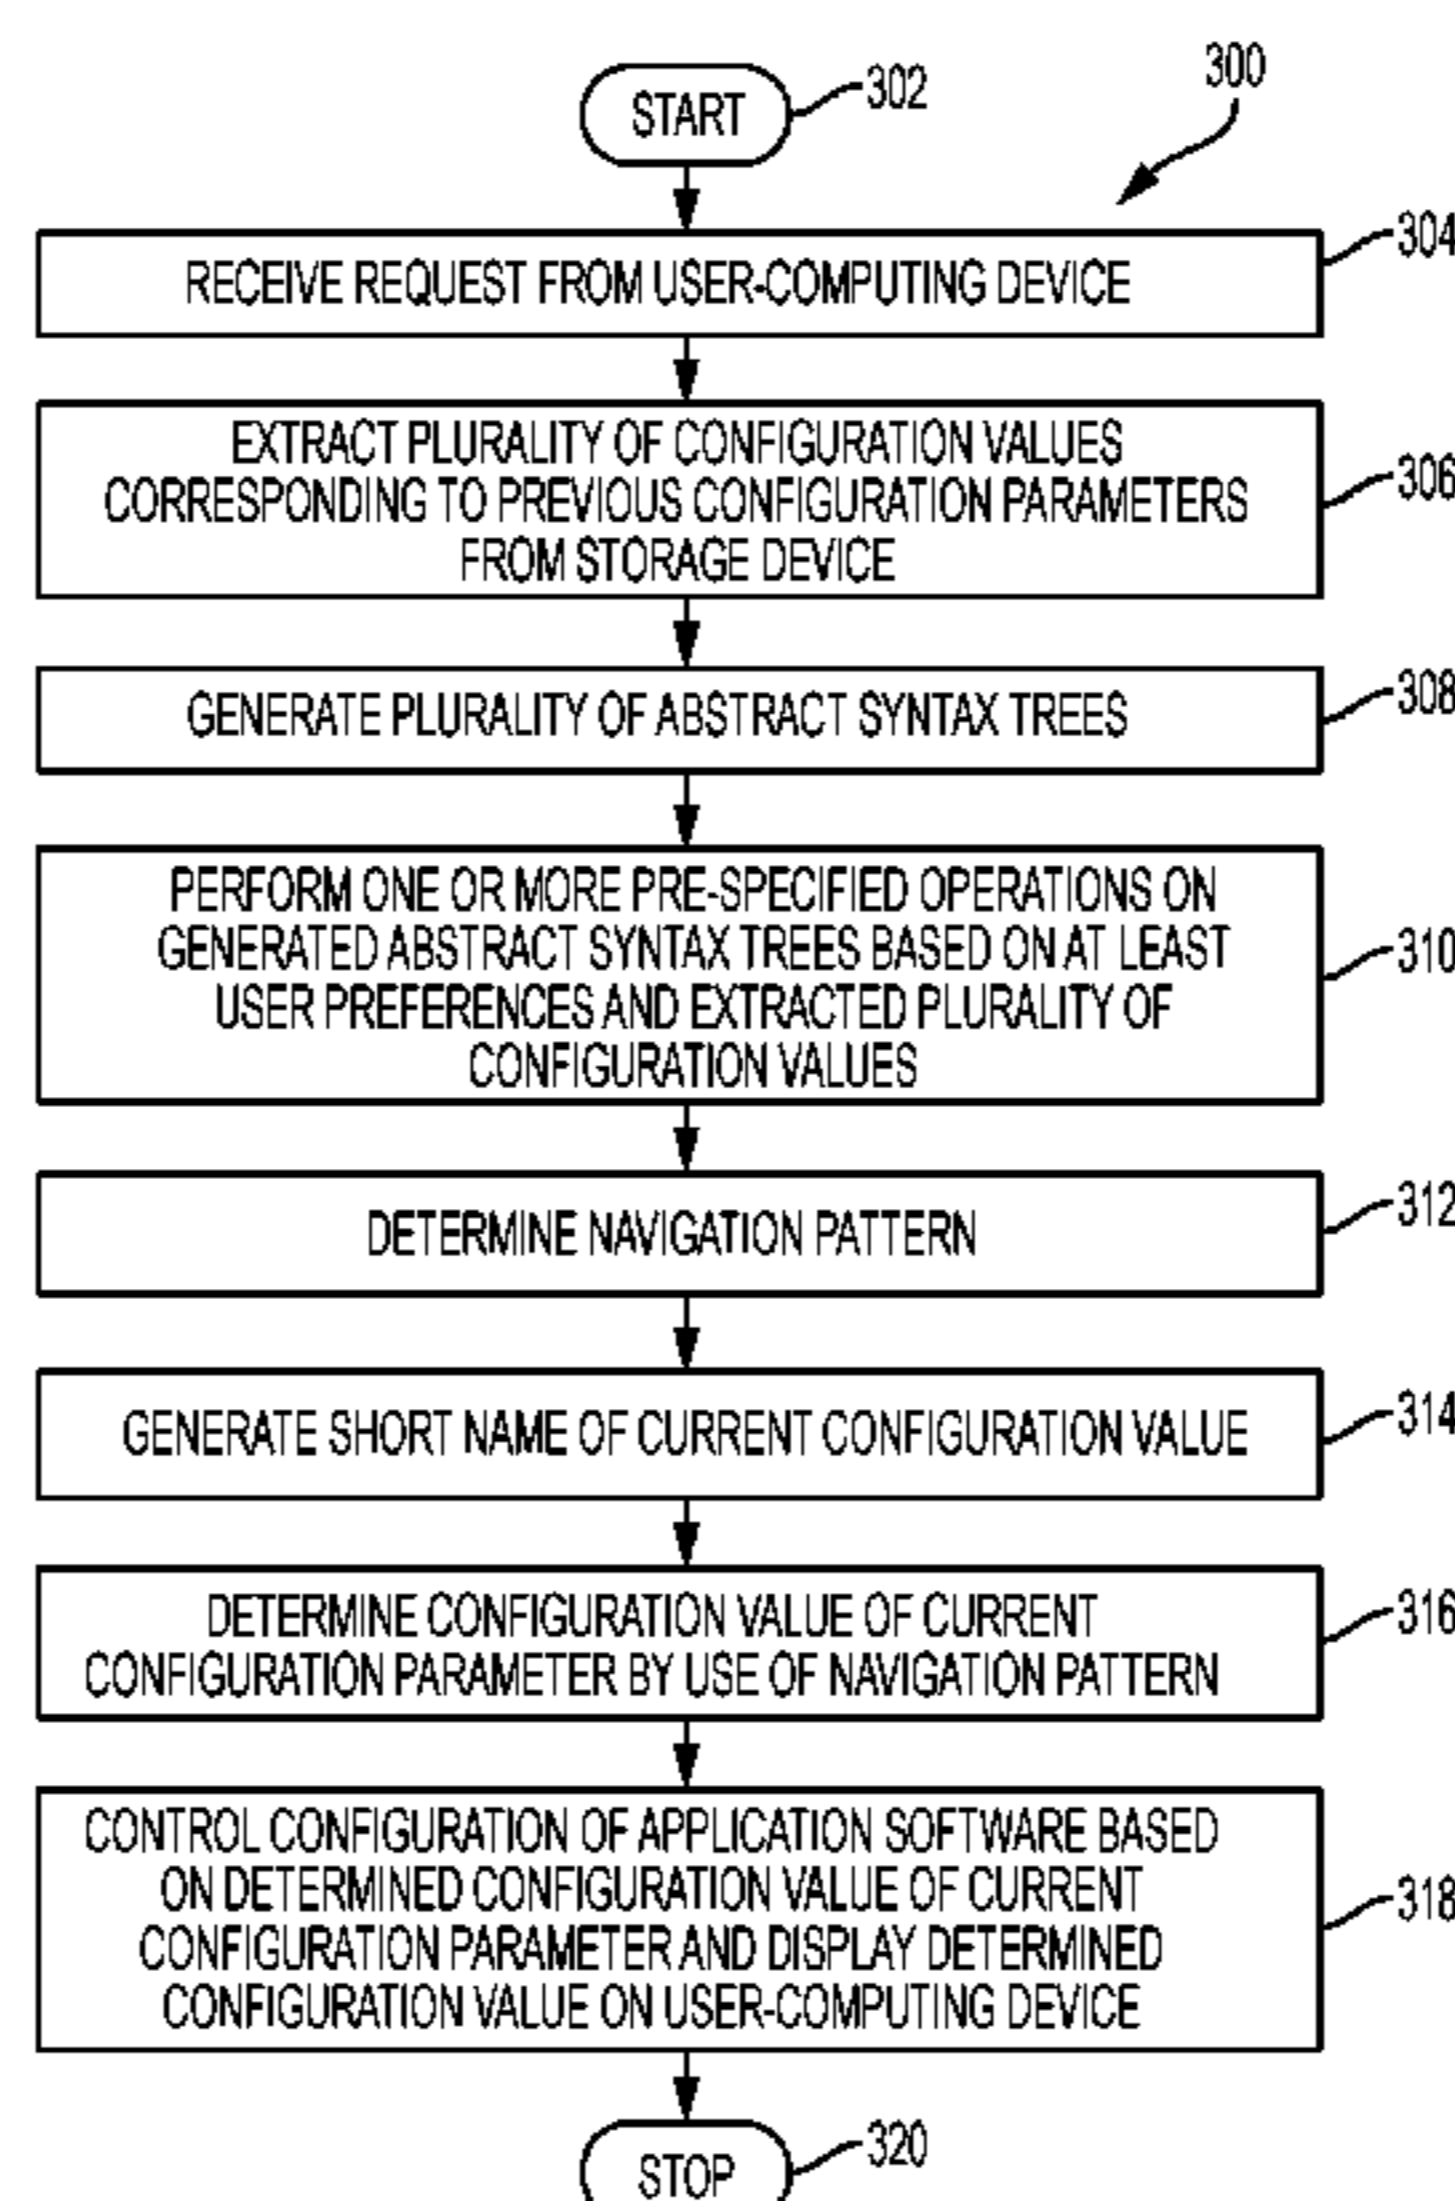 300
START
302
RECEIVE REQUEST FROM USER-COMPUTING DEVICE
304
EXTRACT PLURALITY OF CONFIGURATION VALUES
CORRESPONDING TO PREVIOUS CONFIGURATION PARAMETERS
FROM STORAGE DEVICE
306
GENERATE PLURALITY OF ABSTRACT SYNTAX TREES
308
PERFORM ONE OR MORE PRE-SPECIFIED OPERATIONS ON
GENERATED ABSTRACT SYNTAX TREES BASED ON AT LEAST
USER PREFERENCES AND EXTRACTED PLURALITY OF
CONFIGURATION VALUES
310
DETERMINE NAVIGATION PATTERN
312
GENERATE SHORT NAME OF CURRENT CONFIGURATION VALUE
314
DETERMINE CONFIGURATION VALUE OF CURRENT
CONFIGURATION PARAMETER BY USE OF NAVIGATION PATTERN
316
CONTROL CONFIGURATION OF APPLICATION SOFTWARE BASED
ON DETERMINED CONFIGURATION VALUE OF CURRENT
CONFIGURATION PARAMETER AND DISPLAY DETERMINED
CONFIGURATION VALUE ON USER-COMPUTING DEVICE
318
STOP
320